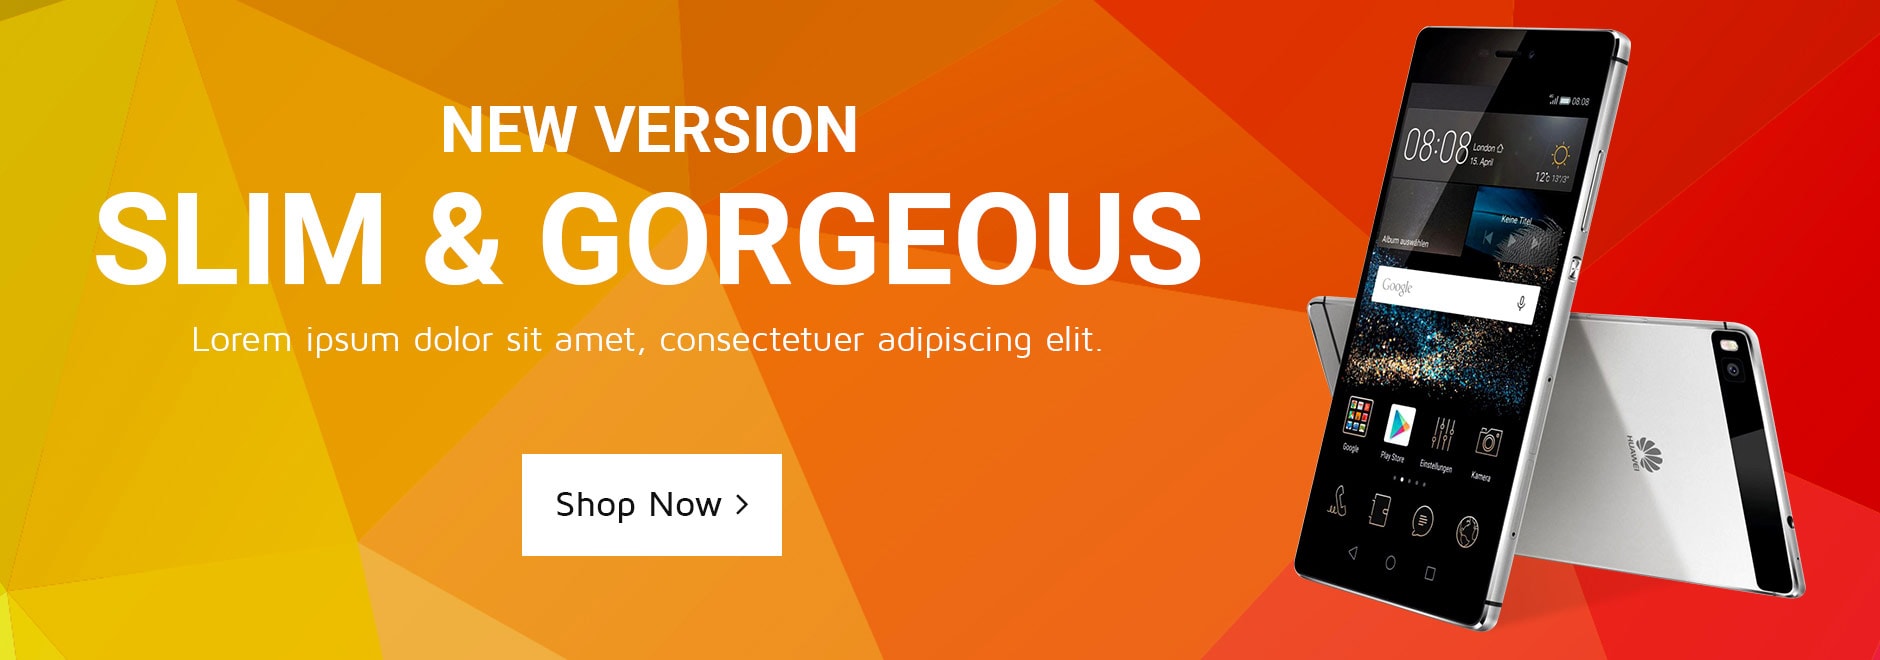 NEW VERSION
SLIM & GORGEOUS
Lorem ipsum dolor sit amet, consectetuer adipiscing elit.
Shop Now >
08:08
08:08
London
15. April
12°c 13°/3°
Keine Titel
Album auswählen
Google
Google
Play Store
Einstellungen
Kamera
HUAWEI